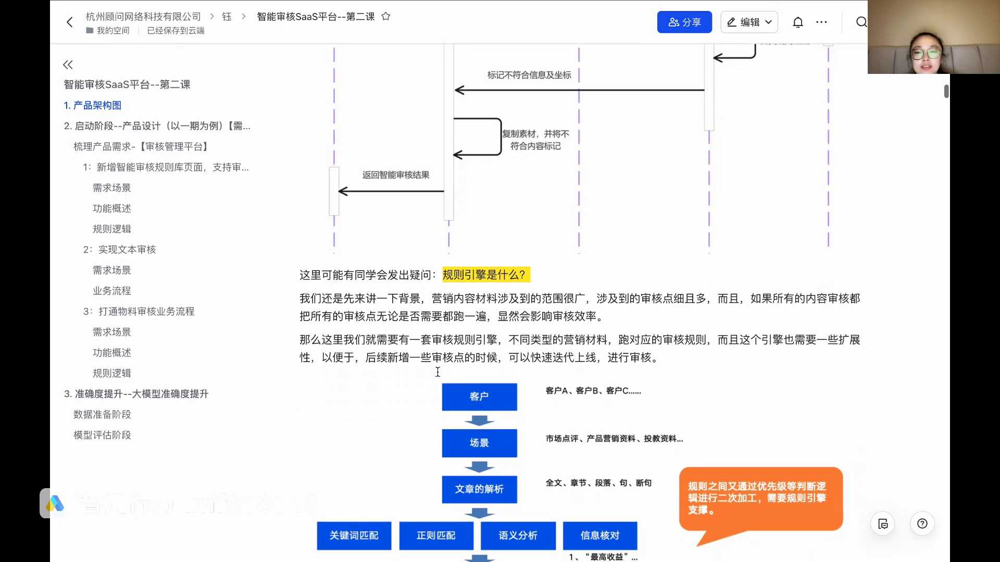 杭州顾问网络科技有限公司 > 钰 > 智能审核SaaS平台--第二课
我的空间 已经保存到云端
分享
编辑
智能审核SaaS平台--第二课
1. 产品架构图
2. 启动阶段--产品设计（以一期为例）【需...
梳理产品需求-【审核管理平台】
1：新增智能审核规则库页面，支持审...
需求场景
功能概述
规则逻辑
2：实现文本审核
需求场景
业务流程
3：打通物料审核业务流程
需求场景
功能概述
规则逻辑
3. 准确度提升--大模型准确度提升
数据准备阶段
模型评估阶段
标记不符合信息及坐标
复制素材，并将不
符合内容标记
返回智能审核结果
这里可能有同学会发出疑问：规则引擎是什么？
我们还是先来讲一下背景，营销内容材料涉及到的范围很广，涉及到的审核点细且多，而且，如果所有的内容审核都
把所有的审核点无论是否需要都跑一遍，显然会影响审核效率。
那么这里我们就需要有一套审核规则引擎，不同类型的营销材料，跑对应的审核规则，而且这个引擎也需要一些扩展
性，以便于，后续新增一些审核点的时候，可以快速迭代上线，进行审核。
客户
客户A、客户B、客户C......
场景
市场点评、产品营销资料、投教资料...
文章的解析
全文、章节、段落、句、断句
规则之间又通过优先级等判断逻
辑进行二次加工，需要规则引擎
支撑。
关键词匹配 正则匹配 语义分析 信息核对
1、“最高收益”...